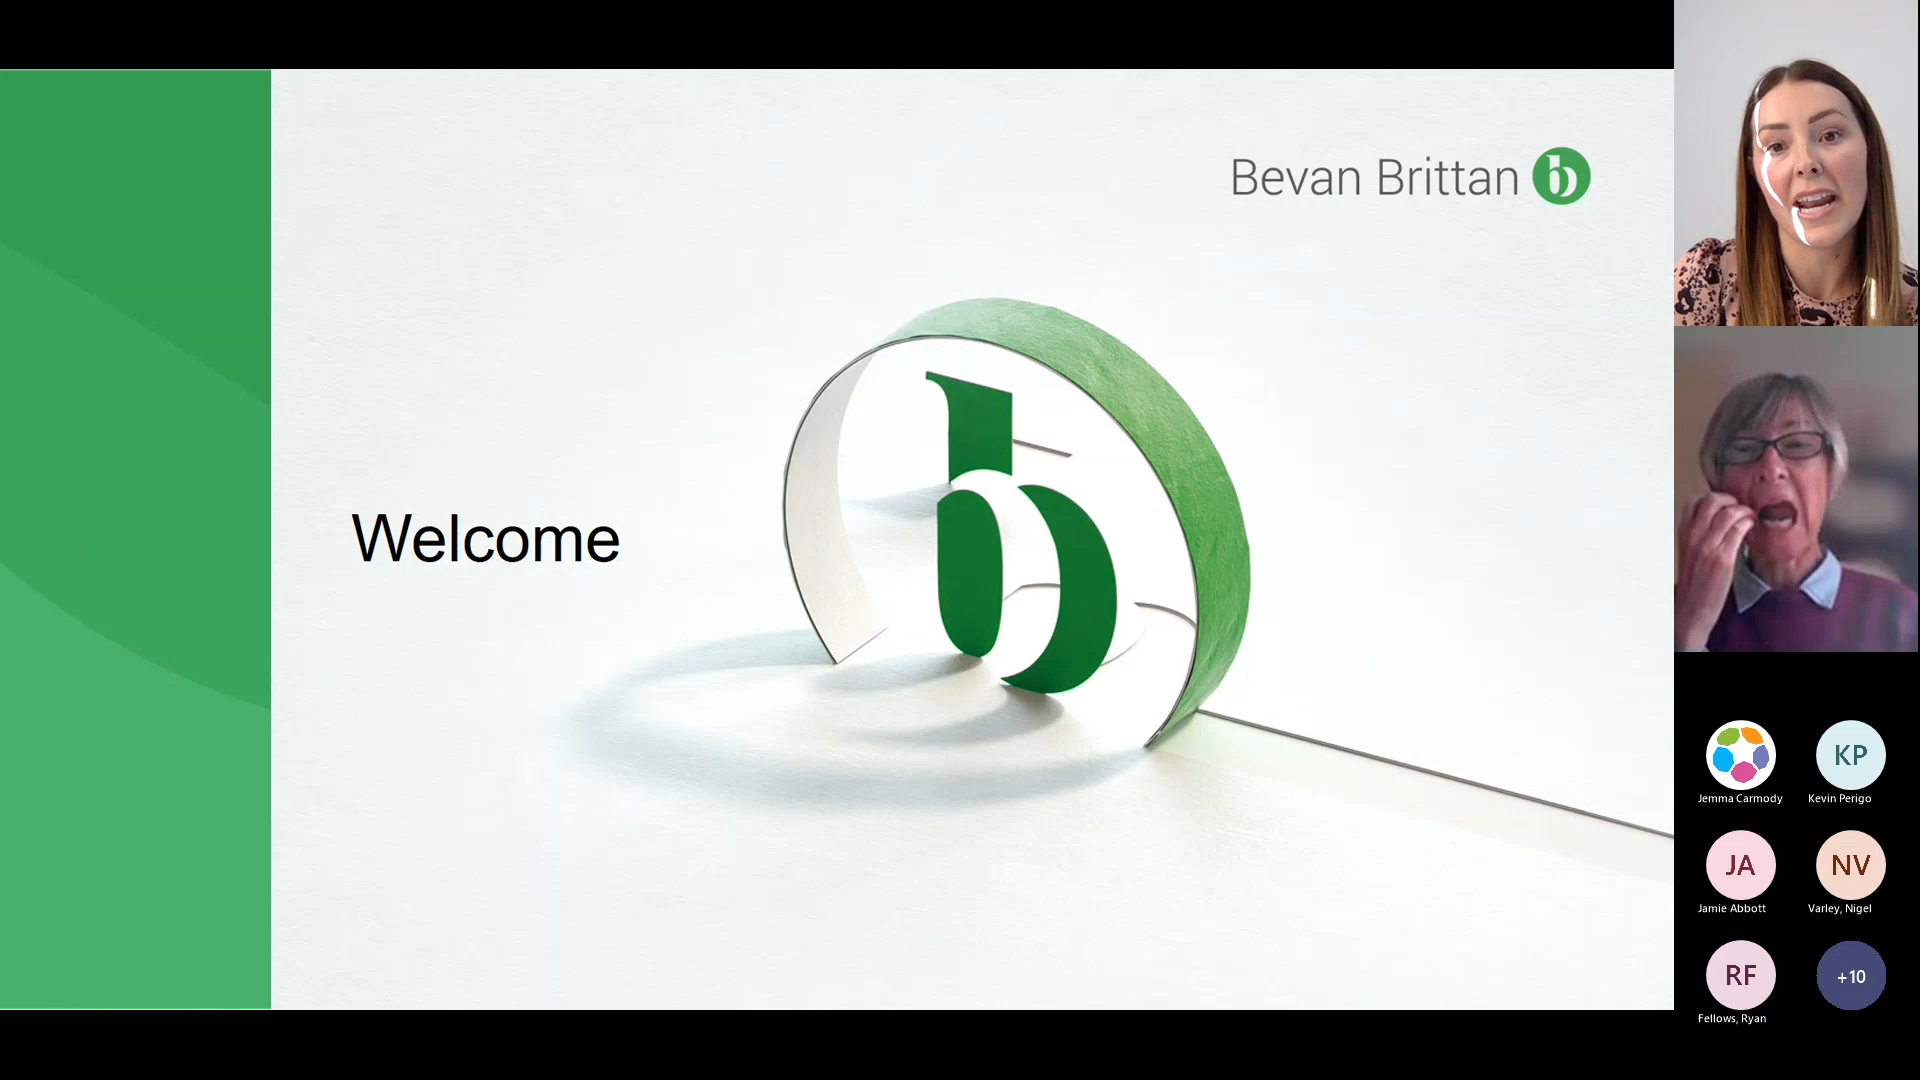 Bevan Brittan b
b
Welcome
Jemma Carmody
KP
Kevin Perigo
JA
Jamie Abbott
NV
Varley, Nigel
RF
Fellows, Ryan
+10